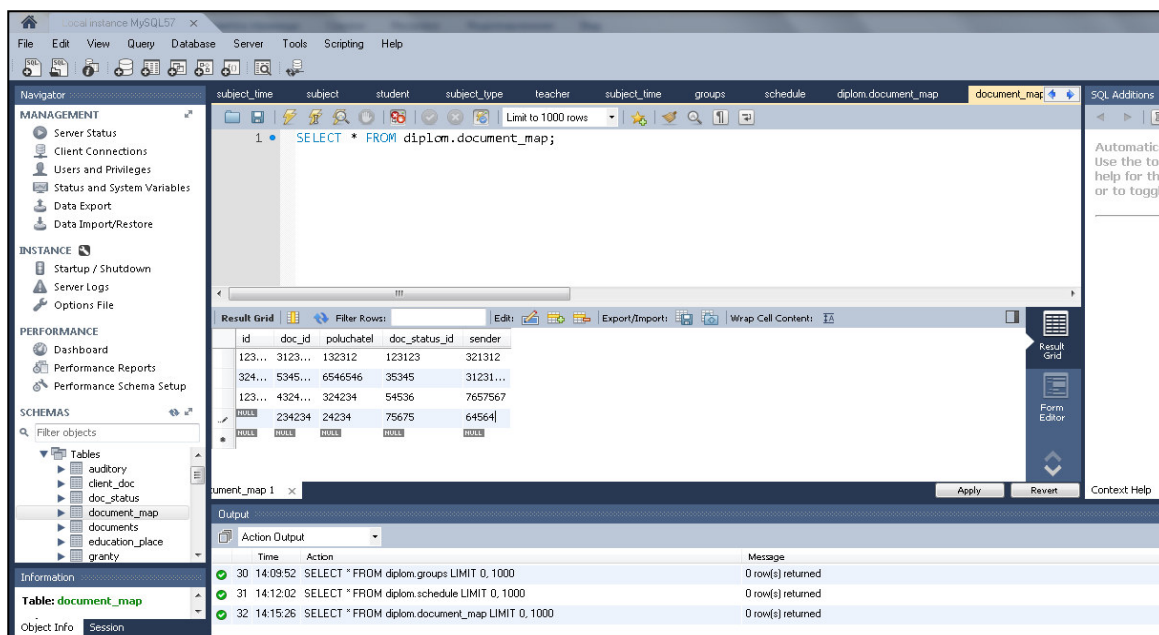 Local instance MySQL57 ×
File Edit View Query Database Server Tools Scripting Help
Navigator
MANAGEMENT
Server Status
Client Connections
Users and Privileges
Status and System Variables
Data Export
Data Import/Restore
INSTANCE
Startup / Shutdown
Server Logs
Options File
PERFORMANCE
Dashboard
Performance Reports
Performance Schema Setup
SCHEMAS
Filter objects
Tables
auditory
client_doc
doc_status
document_map
documents
education_place
granty
Information
Table: document_map
Object Info Session
subject_time subject student subject_type teacher subject_time groups schedule diplom.document_map document_map
Limit to 1000 rows
1 SELECT * FROM diplom.document_map;
Result Grid Filter Rows: Edit: Export/Import: Wrap Cell Content:
id doc_id poluchatel doc_status_id sender
123... 3123... 132312 123123 321312
324... 5345... 6546546 35345 31231...
123... 4324... 324234 54536 7657567
NULL 234234 24234 75675 64564
NULL NULL NULL NULL NULL
Result Grid
Form Editor
ument_map 1 × Apply Revert
Output
Action Output
Time Action Message
30 14:09:52 SELECT * FROM diplom.groups LIMIT 0, 1000 0 row(s) returned
31 14:12:02 SELECT * FROM diplom.schedule LIMIT 0, 1000 0 row(s) returned
32 14:15:26 SELECT * FROM diplom.document_map LIMIT 0, 1000 0 row(s) returned
SQL Additions
Automatic
Use the to
help for th
or to togg
Context Help